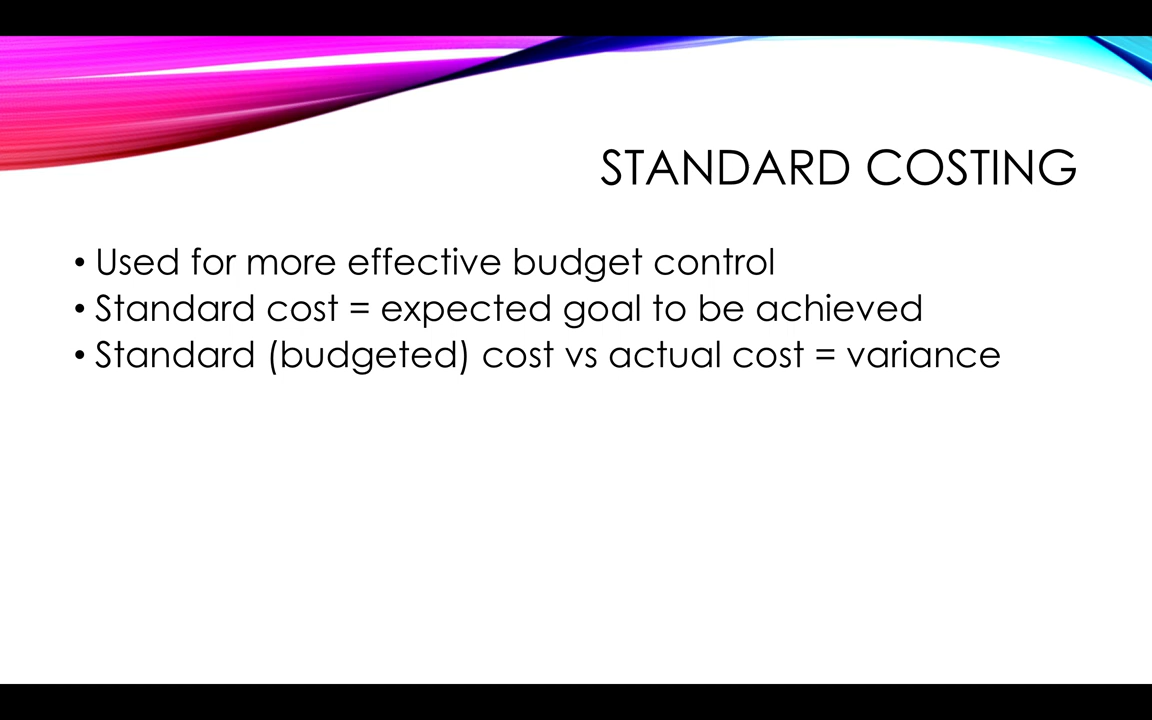 STANDARD COSTING
• Used for more effective budget control
• Standard cost = expected goal to be achieved
• Standard (budgeted) cost vs actual cost = variance